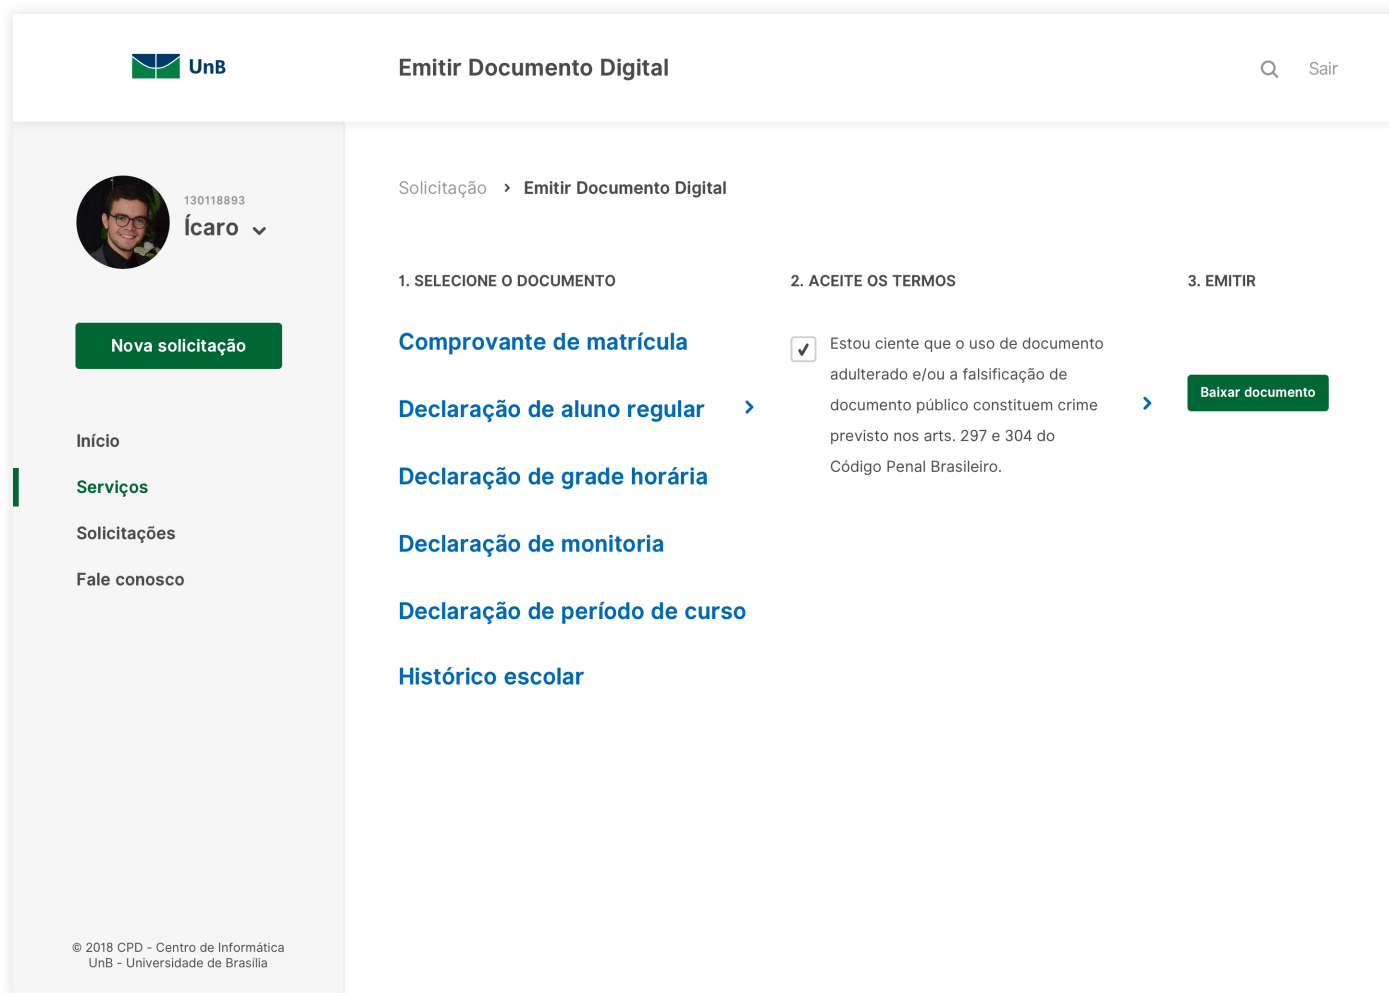 UnB
Emitir Documento Digital
Sair
130118893
Ícaro
Nova solicitação
Início
Serviços
Solicitações
Fale conosco
© 2018 CPD - Centro de Informática
UnB - Universidade de Brasília
Solicitação › Emitir Documento Digital
1. SELECIONE O DOCUMENTO
Comprovante de matrícula
Declaração de aluno regular
Declaração de grade horária
Declaração de monitoria
Declaração de período de curso
Histórico escolar
2. ACEITE OS TERMOS
Estou ciente que o uso de documento
adulterado e/ou a falsificação de
documento público constituem crime
previsto nos arts. 297 e 304 do
Código Penal Brasileiro.
3. EMITIR
Baixar documento